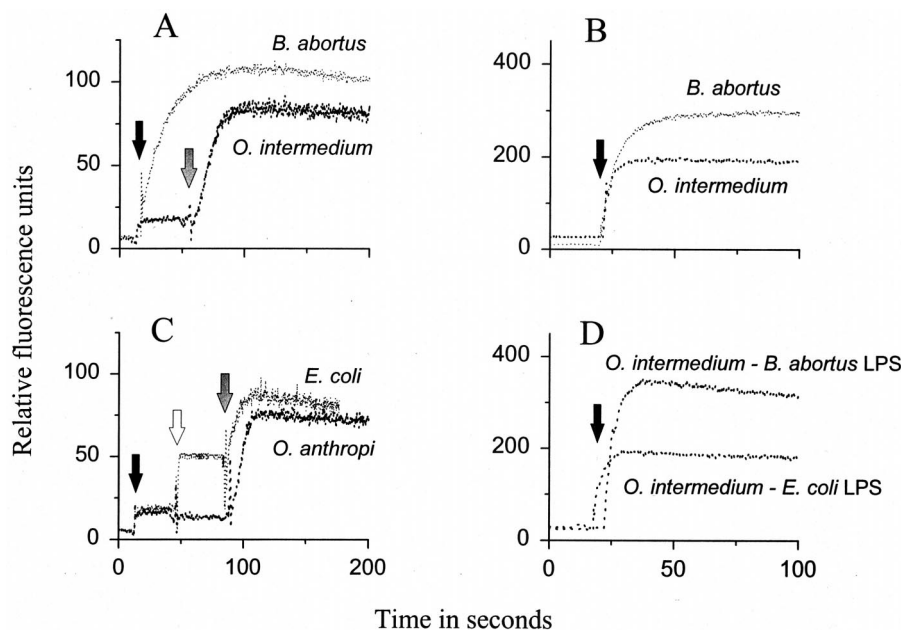 A
B. abortus
O. intermedium
100
50
0
0
100
200
B
B. abortus
O. intermedium
400
200
0
0
50
100
C
E. coli
O. anthropi
100
50
0
0
100
200
D
O. intermedium - B. abortus LPS
O. intermedium - E. coli LPS
400
200
0
0
50
100
Relative fluorescence units
Time in seconds